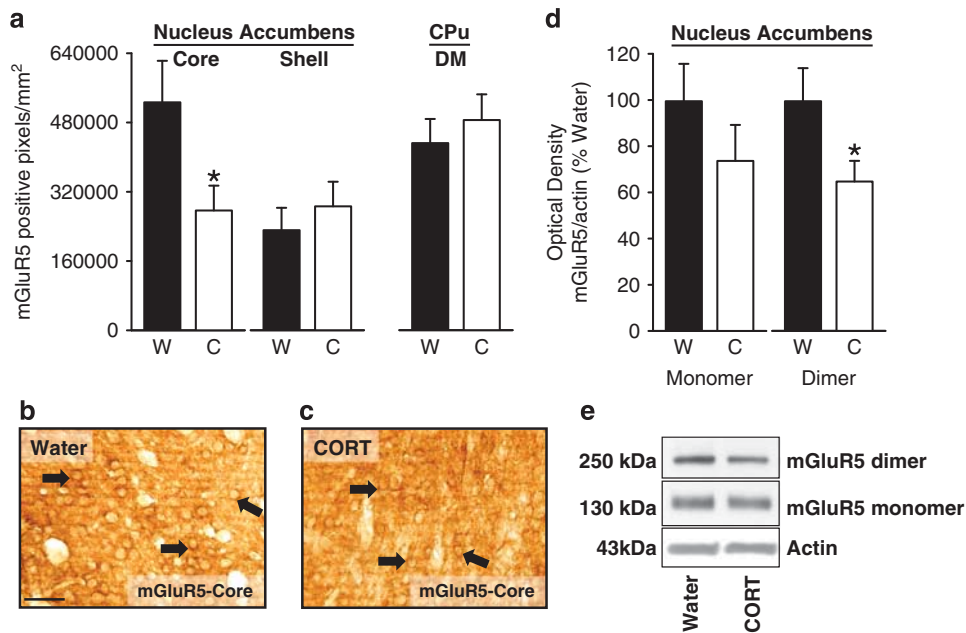 a
Nucleus Accumbens
CPu
Core
Shell
DM
mGluR5 positive pixels/mm²
640000
480000
320000
160000
0
*
W
C
W
C
W
C
d
Nucleus Accumbens
Optical Density
mGluR5/actin (% Water)
120
100
80
60
40
20
0
*
W
C
W
C
Monomer
Dimer
b
Water
mGluR5-Core
c
CORT
mGluR5-Core
e
250 kDa
mGluR5 dimer
130 kDa
mGluR5 monomer
43kDa
Actin
Water
CORT